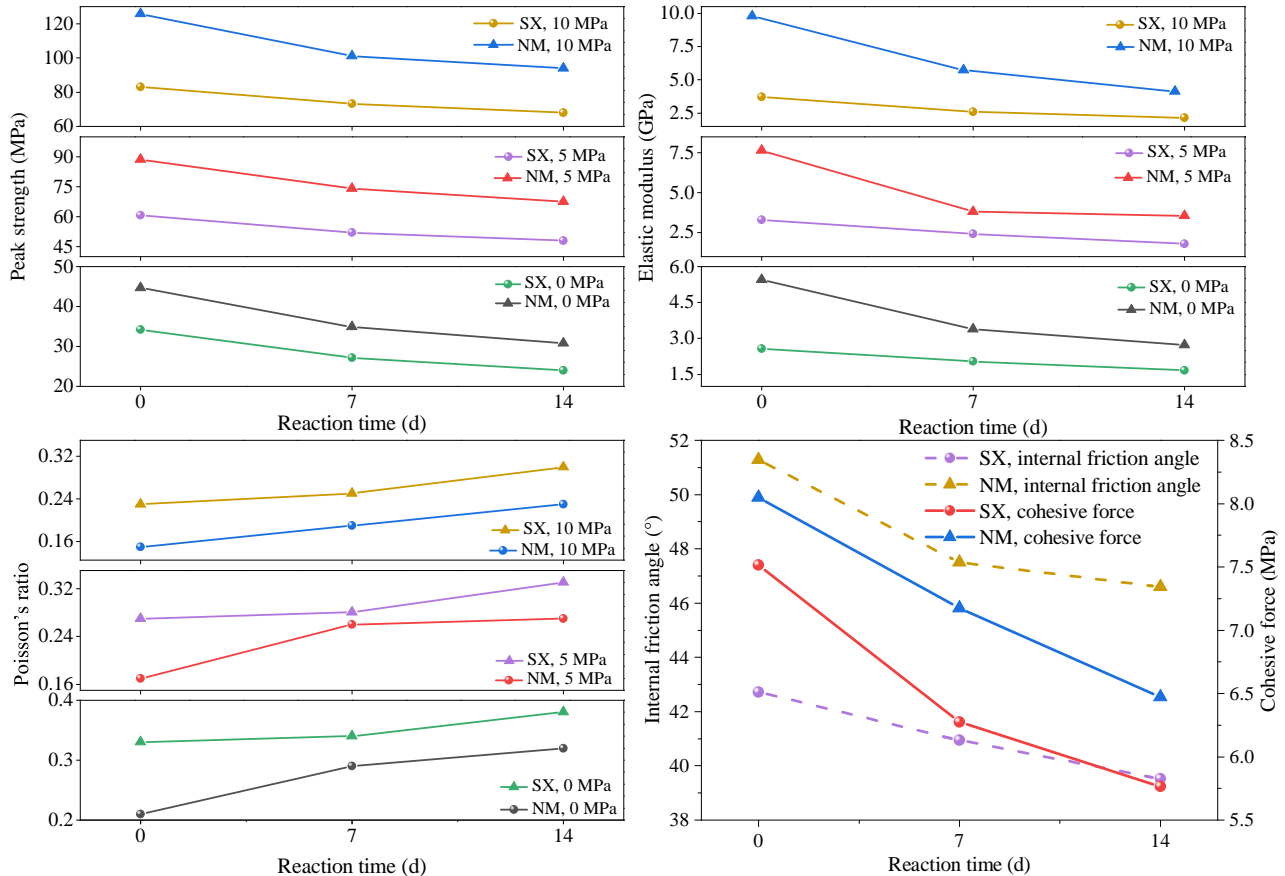 Peak strength (MPa)
120
100
80
60
SX, 10 MPa
NM, 10 MPa
90
75
60
45
SX, 5 MPa
NM, 5 MPa
50
40
30
20
SX, 0 MPa
NM, 0 MPa
0
7
14
Reaction time (d)
Elastic modulus (GPa)
10.0
7.5
5.0
2.5
SX, 10 MPa
NM, 10 MPa
7.5
5.0
2.5
SX, 5 MPa
NM, 5 MPa
6.0
4.5
3.0
1.5
SX, 0 MPa
NM, 0 MPa
0
7
14
Reaction time (d)
Poisson's ratio
0.32
0.24
0.16
SX, 10 MPa
NM, 10 MPa
0.32
0.24
0.16
SX, 5 MPa
NM, 5 MPa
0.4
0.3
0.2
SX, 0 MPa
NM, 0 MPa
0
7
14
Reaction time (d)
Internal friction angle (°)
52
50
48
46
44
42
40
38
SX, internal friction angle
NM, internal friction angle
SX, cohesive force
NM, cohesive force
8.5
8.0
7.5
7.0
6.5
6.0
5.5
Cohesive force (MPa)
0
7
14
Reaction time (d)